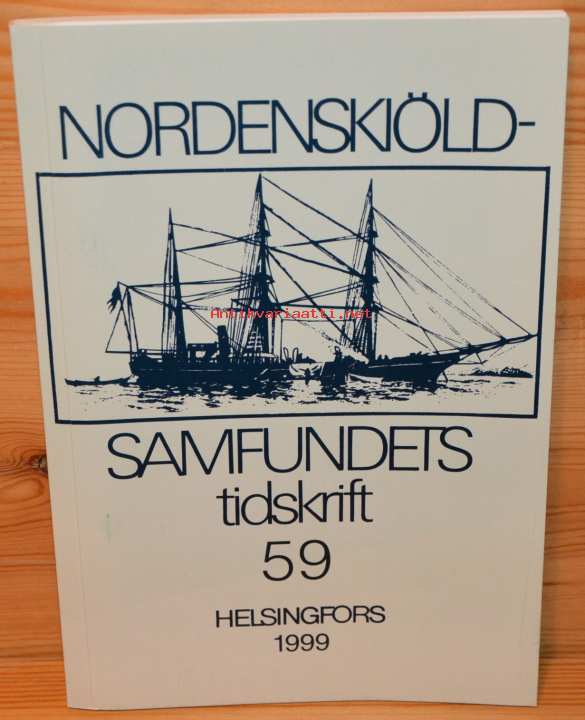 NORDENSKIÖLD-
Antikvariaatti.net
SAMFUNDETS
tidskrift
59
HELSINGFORS
1999